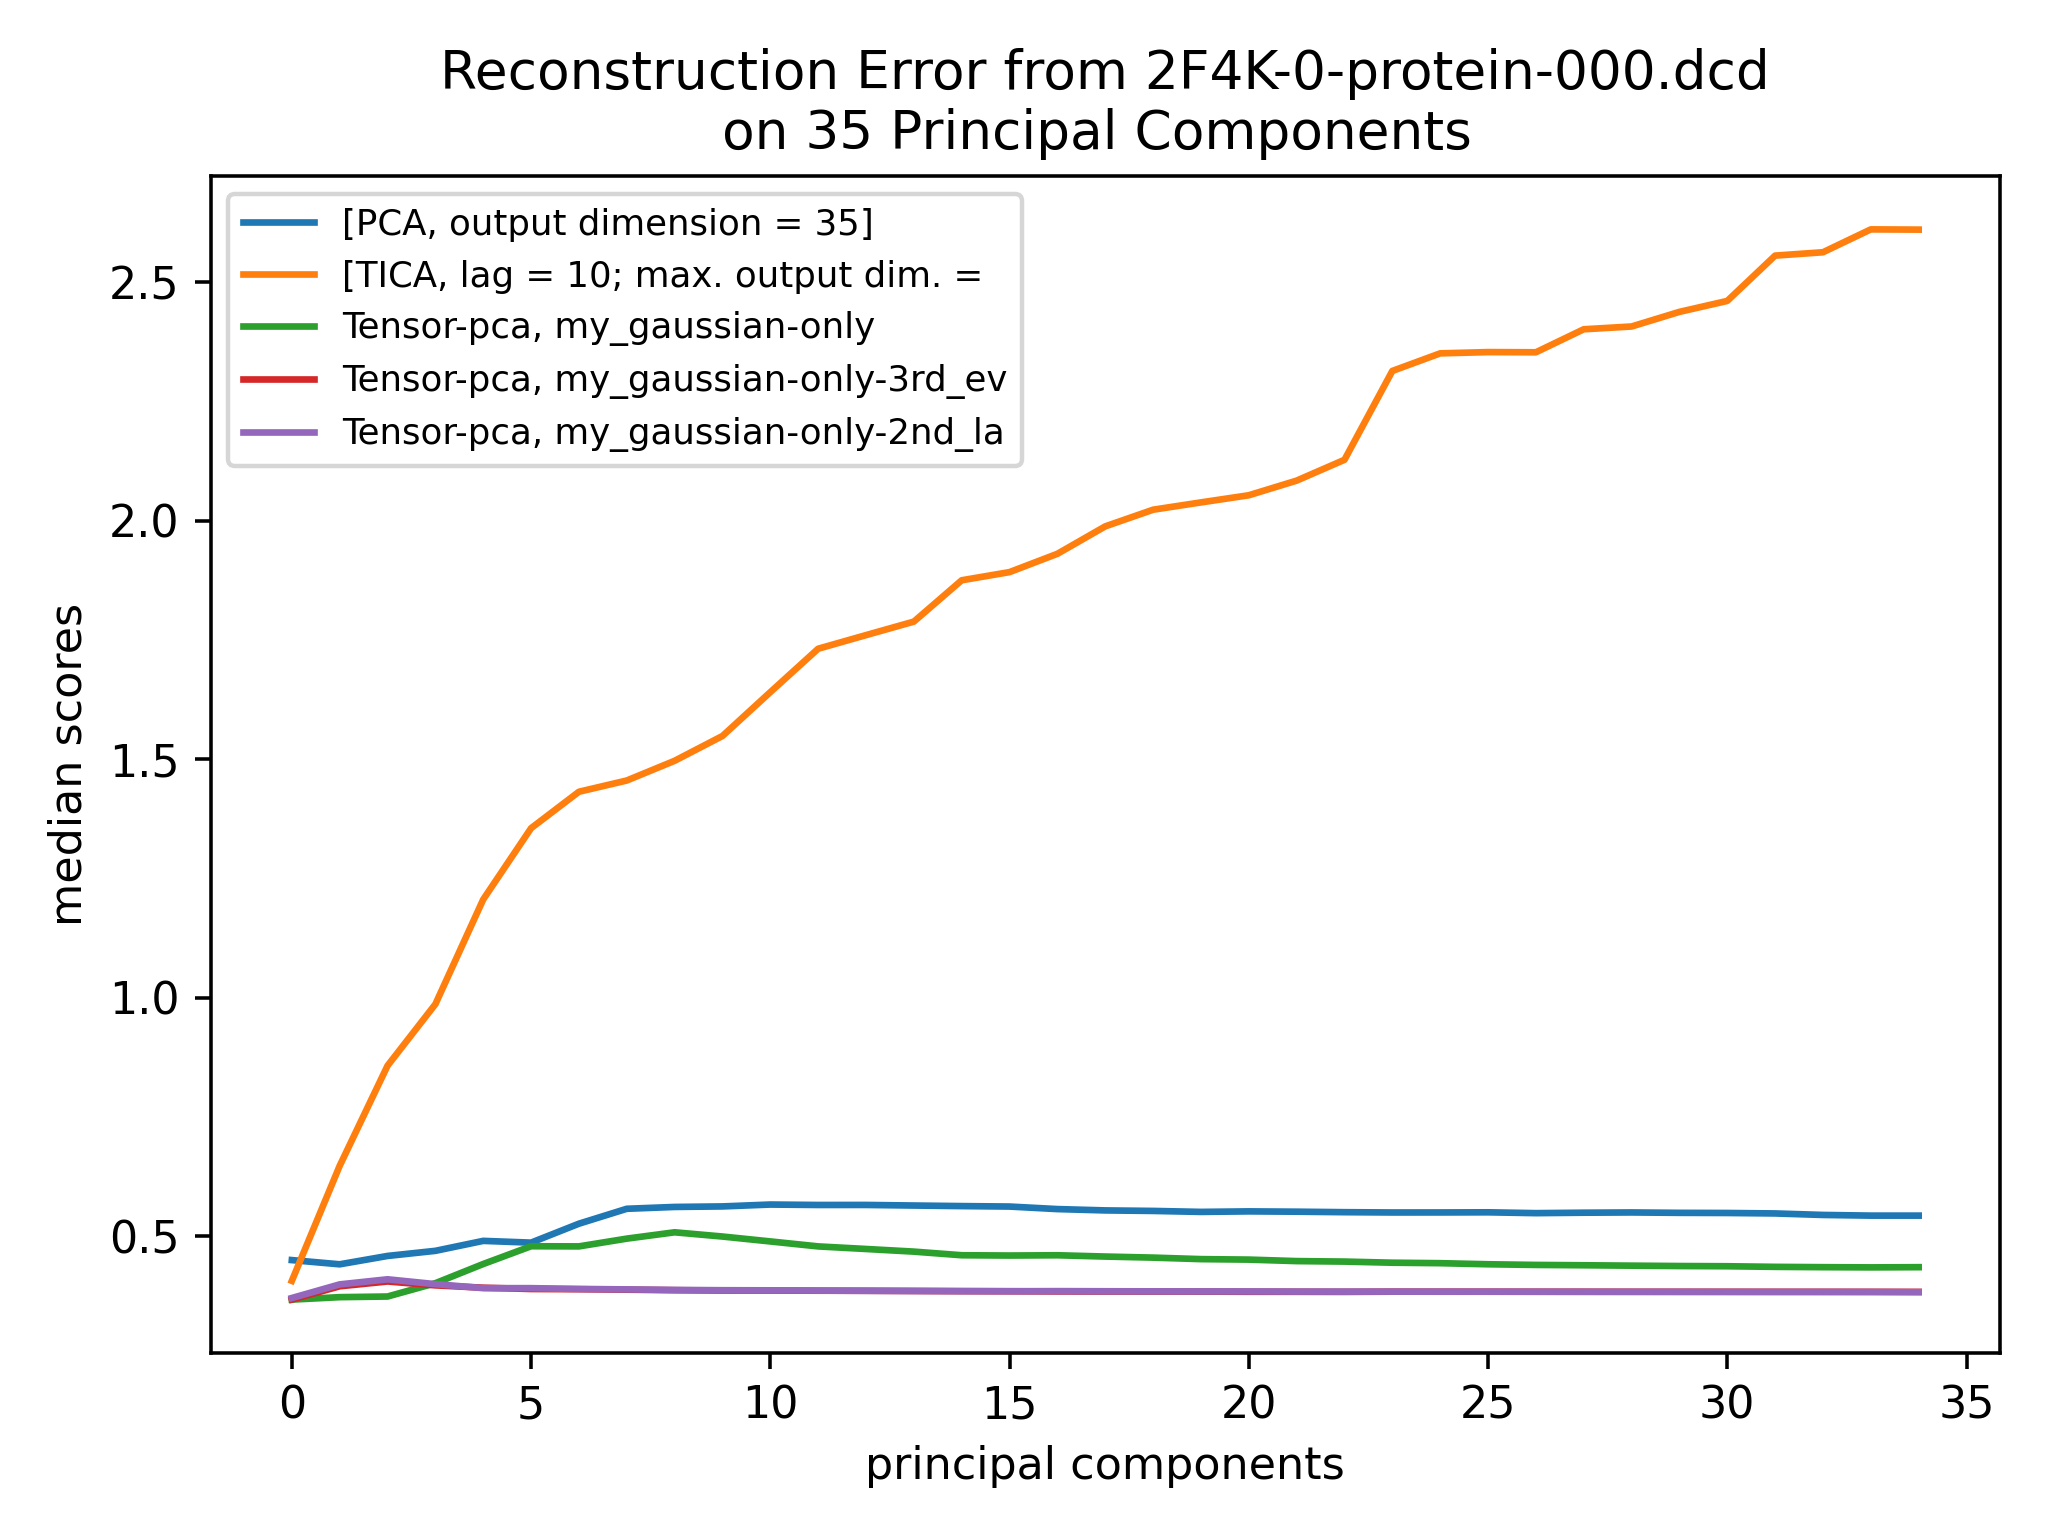 Reconstruction Error from 2F4K-0-protein-000.dcd
on 35 Principal Components
[PCA, output dimension = 35]
[TICA, lag = 10; max. output dim. =
Tensor-pca, my_gaussian-only
Tensor-pca, my_gaussian-only-3rd_ev
Tensor-pca, my_gaussian-only-2nd_la
2.5
2.0
1.5
1.0
0.5
median scores
0 5 10 15 20 25 30 35
principal components